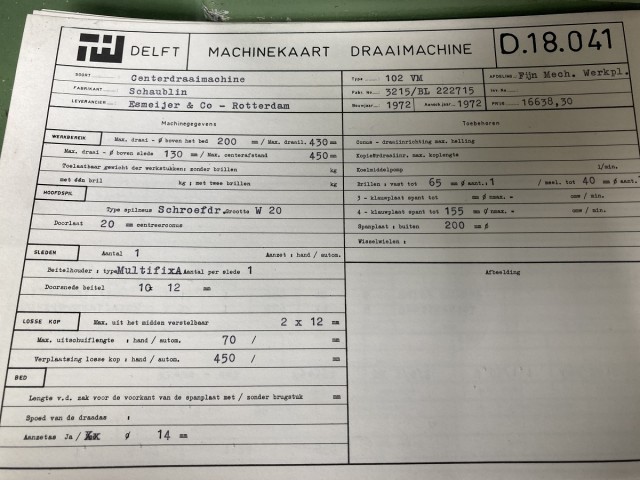 TH DELFT MACHINEKAART DRAAIMACHINE D.18.041
SOORT Centerdraaimachine Type 102 VM AFDELING Fijn Mech. Werkpl.
FABRIKANT Schaublin Fabr. No. 3215/BL 222715
LEVERANCIER Esmeijer & Co - Rotterdam Bouwjaar 1972 Aanschjaar 1972 PRIJS 16638,30
Machinegegevens
WERKBEREIK Max. draai - ø boven het bed 200 mm / Max. draail. 430 mm
Max. draai - ø boven slede 130 mm / Max. centerafstand 450 mm
Toelaatbaar gewicht der werkstukken: zonder brillen kg
met één bril kg ; met twee brillen kg
HOOFDSPIL
Type spilneus Schroefdr. Grootte W 20
Doorlaat 20 mm centreerconus
SLEDEN Aantal 1 Aanzet: hand / autom.
Beitelhouder : type MultifixA Aantal per slede 1
Doorsnede beitel 10 12 mm
LOSSE KOP Max. uit het midden verstelbaar 2 x 12 mm
Max. uitschuiflengte : hand / autom. 70 / mm
Verplaatsing losse kop : hand / autom. 450 / mm
BED
Lengte v.d. zak voor de voorkant van de spanplaat met / zonder brugstuk mm
Spoed van de draadas :
Aanzetas Ja / ø 14 mm
Toebehoren
Conus - draaiinrichting max. helling
Kopieërdraaiinr. max. koplengte
Koelmiddelpomp l/min.
Brillen : vast tot 65 mm ø aant. 1 / meel. tot 40 mm ø aant.
3 - klauwplaat spant tot mm ø nmax. = omw / min.
4 - klauwplaat spant tot 155 mm ø nmax. = omw / min.
Spanplaat : buiten 200 mm ø
Wisselwielen :
Afbeelding